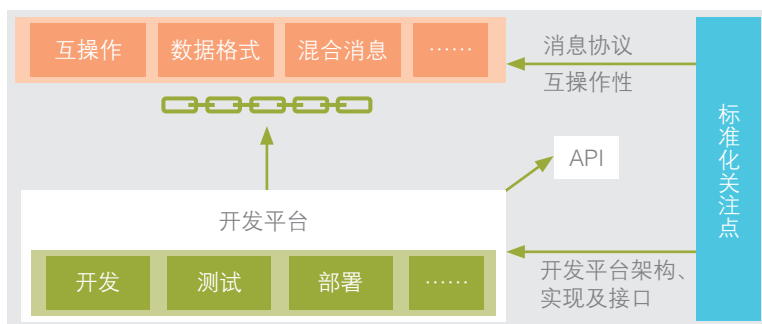 互操作
数据格式
混合消息
……
消息协议
互操作性
标准化关注点
API
开发平台
开发
测试
部署
……
开发平台架构、
实现及接口